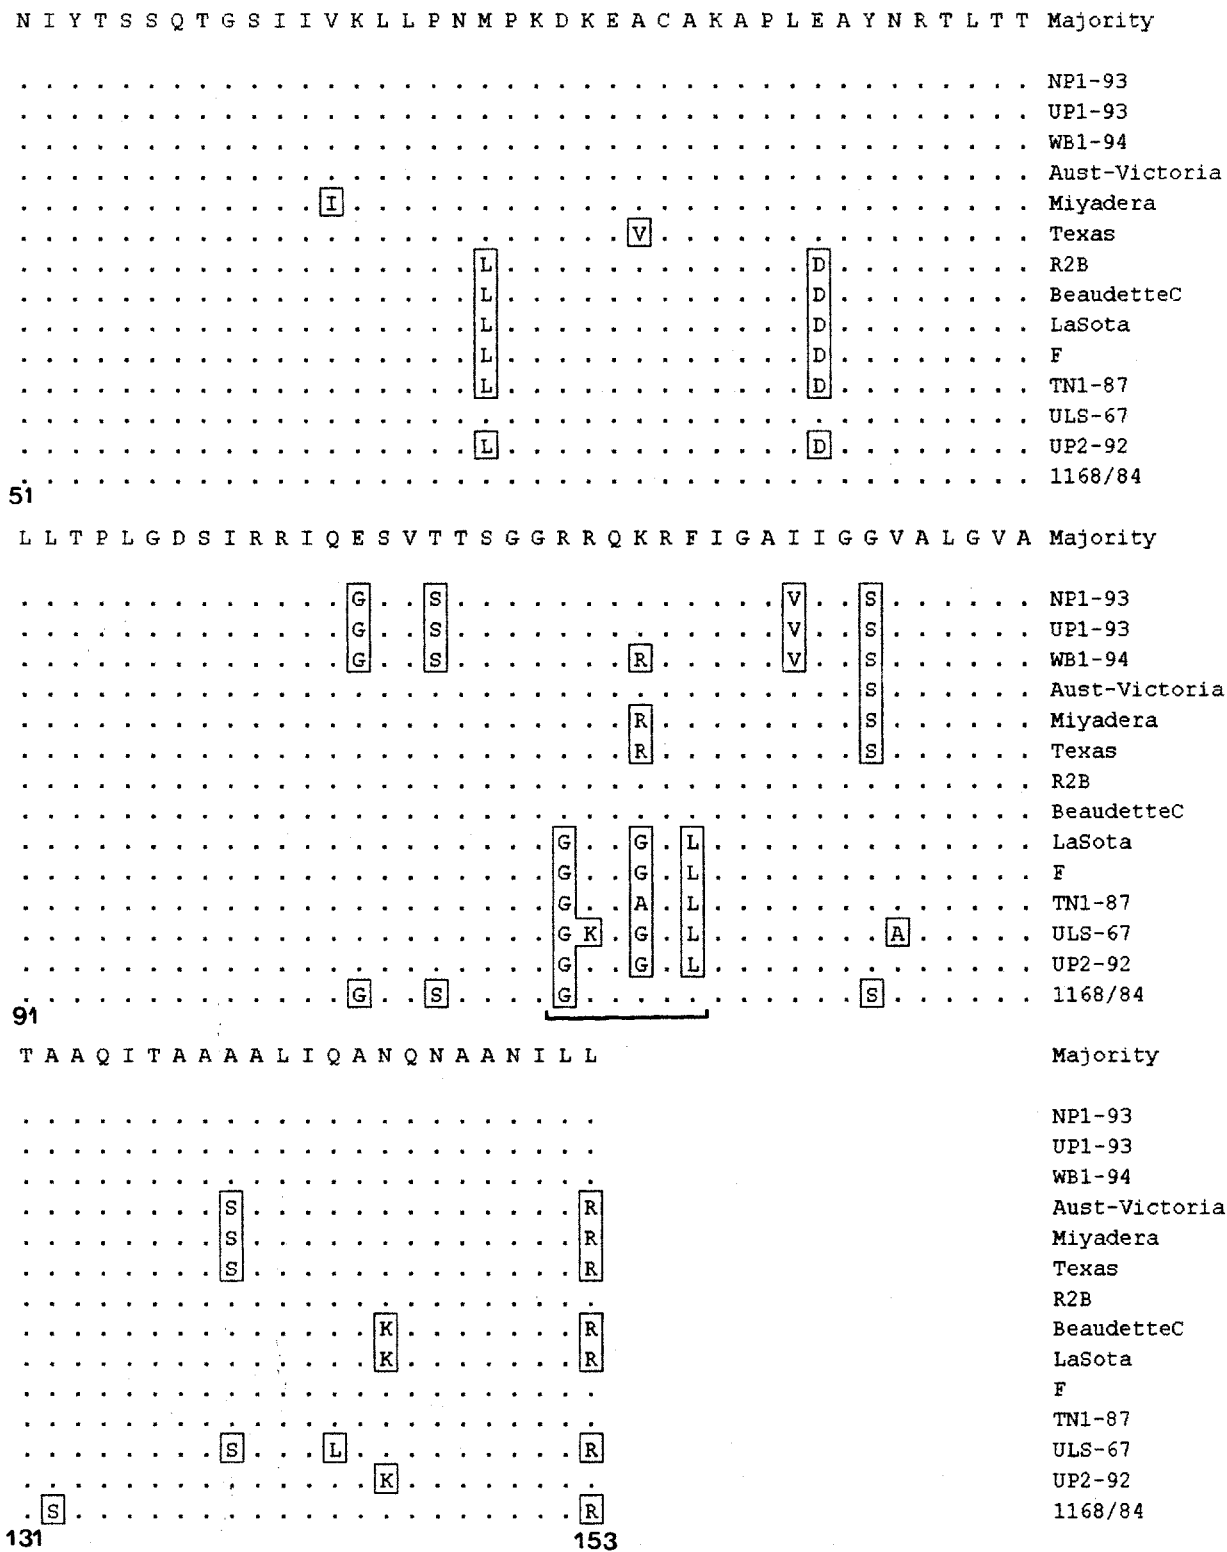 N I Y T S S Q T G S I I V K L L P N M P K D K E A C A K A P L E A Y N R T L T T Majority
. . . . . . . . . . . . . . . . . . . . . . . . . . . . . . . . . . . . . . . . NP1-93
. . . . . . . . . . . . . . . . . . . . . . . . . . . . . . . . . . . . . . . . UP1-93
. . . . . . . . . . . . . . . . . . . . . . . . . . . . . . . . . . . . . . . . WB1-94
. . . . . . . . . . . . . . . . . . . . . . . . . . . . . . . . . . . . . . . . Aust-Victoria
. . . . . . . . . . . . I . . . . . . . . . . . . . . . . . . . . . . . . . . . Miyadera
. . . . . . . . . . . . . . . . . . . . . . . . V . . . . . . . . . . . . . . . Texas
. . . . . . . . . . . . . . . . . . L . . . . . . . . . . . . D . . . . . . . . R2B
. . . . . . . . . . . . . . . . . . L . . . . . . . . . . . . D . . . . . . . . BeaudetteC
. . . . . . . . . . . . . . . . . . L . . . . . . . . . . . . D . . . . . . . . LaSota
. . . . . . . . . . . . . . . . . . L . . . . . . . . . . . . D . . . . . . . . F
. . . . . . . . . . . . . . . . . . L . . . . . . . . . . . . D . . . . . . . . TN1-87
. . . . . . . . . . . . . . . . . . . . . . . . . . . . . . . . . . . . . . . . ULS-67
. . . . . . . . . . . . . . . . . . L . . . . . . . . . . . . D . . . . . . . . UP2-92
. . . . . . . . . . . . . . . . . . . . . . . . . . . . . . . . . . . . . . . . 1168/84
51
L L T P L G D S I R R I Q E S V T T S G G R R Q K R F I G A I I G G V A L G V A Majority
. . . . . . . . . . . . . G . . S . . . . . . . . . . . . . V . . S . . . . . . NP1-93
. . . . . . . . . . . . . G . . S . . . . . . . . . . . . . V . . S . . . . . . UP1-93
. . . . . . . . . . . . . G . . S . . . . . . . R . . . . . V . . S . . . . . . WB1-94
. . . . . . . . . . . . . . . . . . . . . . . . . . . . . . . . . S . . . . . . Aust-Victoria
. . . . . . . . . . . . . . . . . . . . . . . . R . . . . . . . . S . . . . . . Miyadera
. . . . . . . . . . . . . . . . . . . . . . . . R . . . . . . . . S . . . . . . Texas
. . . . . . . . . . . . . . . . . . . . . . . . . . . . . . . . . . . . . . . . R2B
. . . . . . . . . . . . . . . . . . . . . . . . . . . . . . . . . . . . . . . . BeaudetteC
. . . . . . . . . . . . . . . . . . . . . G . . G . L . . . . . . . . . . . . . LaSota
. . . . . . . . . . . . . . . . . . . . . G . . G . L . . . . . . . . . . . . . F
. . . . . . . . . . . . . . . . . . . . . G . . A . L . . . . . . . . . . . . . TN1-87
. . . . . . . . . . . . . . . . . . . . . G K . G . L . . . . . . . A . . . . . ULS-67
. . . . . . . . . . . . . . . . . . . . . G . . G . L . . . . . . . . . . . . . UP2-92
. . . . . . . . . . . . . G . . S . . . . G . . . . . . . . . . . S . . . . . . 1168/84
91
T A A Q I T A A A A L I Q A N Q N A A N I L L Majority
. . . . . . . . . . . . . . . . . . . . . . . NP1-93
. . . . . . . . . . . . . . . . . . . . . . . UP1-93
. . . . . . . . . . . . . . . . . . . . . . . WB1-94
. . . . . . . . S . . . . . . . . . . . . . R Aust-Victoria
. . . . . . . . S . . . . . . . . . . . . . R Miyadera
. . . . . . . . S . . . . . . . . . . . . . R Texas
. . . . . . . . . . . . . . . . . . . . . . . R2B
. . . . . . . . . . . . . . K . . . . . . . R BeaudetteC
. . . . . . . . . . . . . . K . . . . . . . R LaSota
. . . . . . . . . . . . . . . . . . . . . . . F
. . . . . . . . . . . . . . . . . . . . . . . TN1-87
. . . . . . . . S . . . L . . . . . . . . . R ULS-67
. . . . . . . . . . . . . . K . . . . . . . . UP2-92
. S . . . . . . . . . . . . . . . . . . . . R 1168/84
131 153